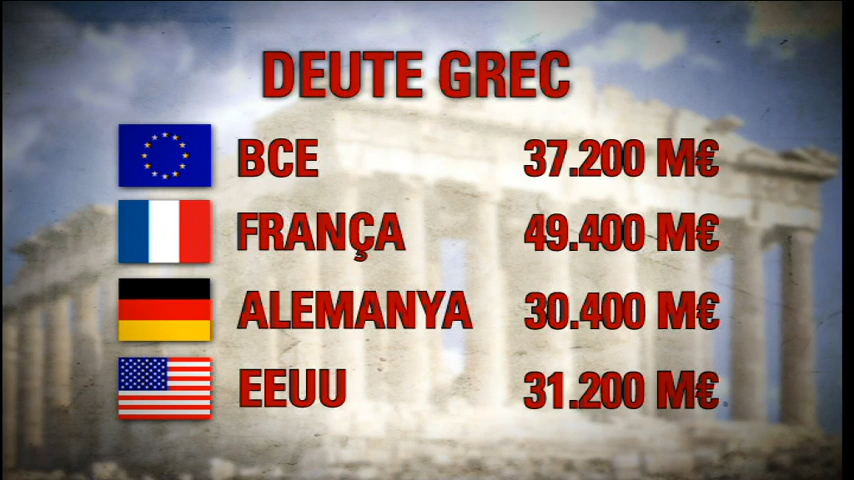 DEUTE GREC
BCE 37.200 M€
FRANÇA 49.400 M€
ALEMANYA 30.400 M€
EEUU 31.200 M€